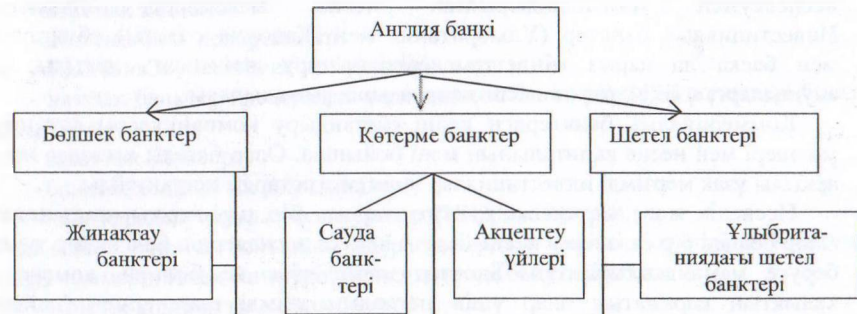 Англия банкі
Бөлшек банктер
Көтерме банктер
Шетел банктері
Жинақтау
банктері
Сауда
банк-
тері
Акцептеу
үйлері
Ұлыбрита-
ниядағы шетел
банктері